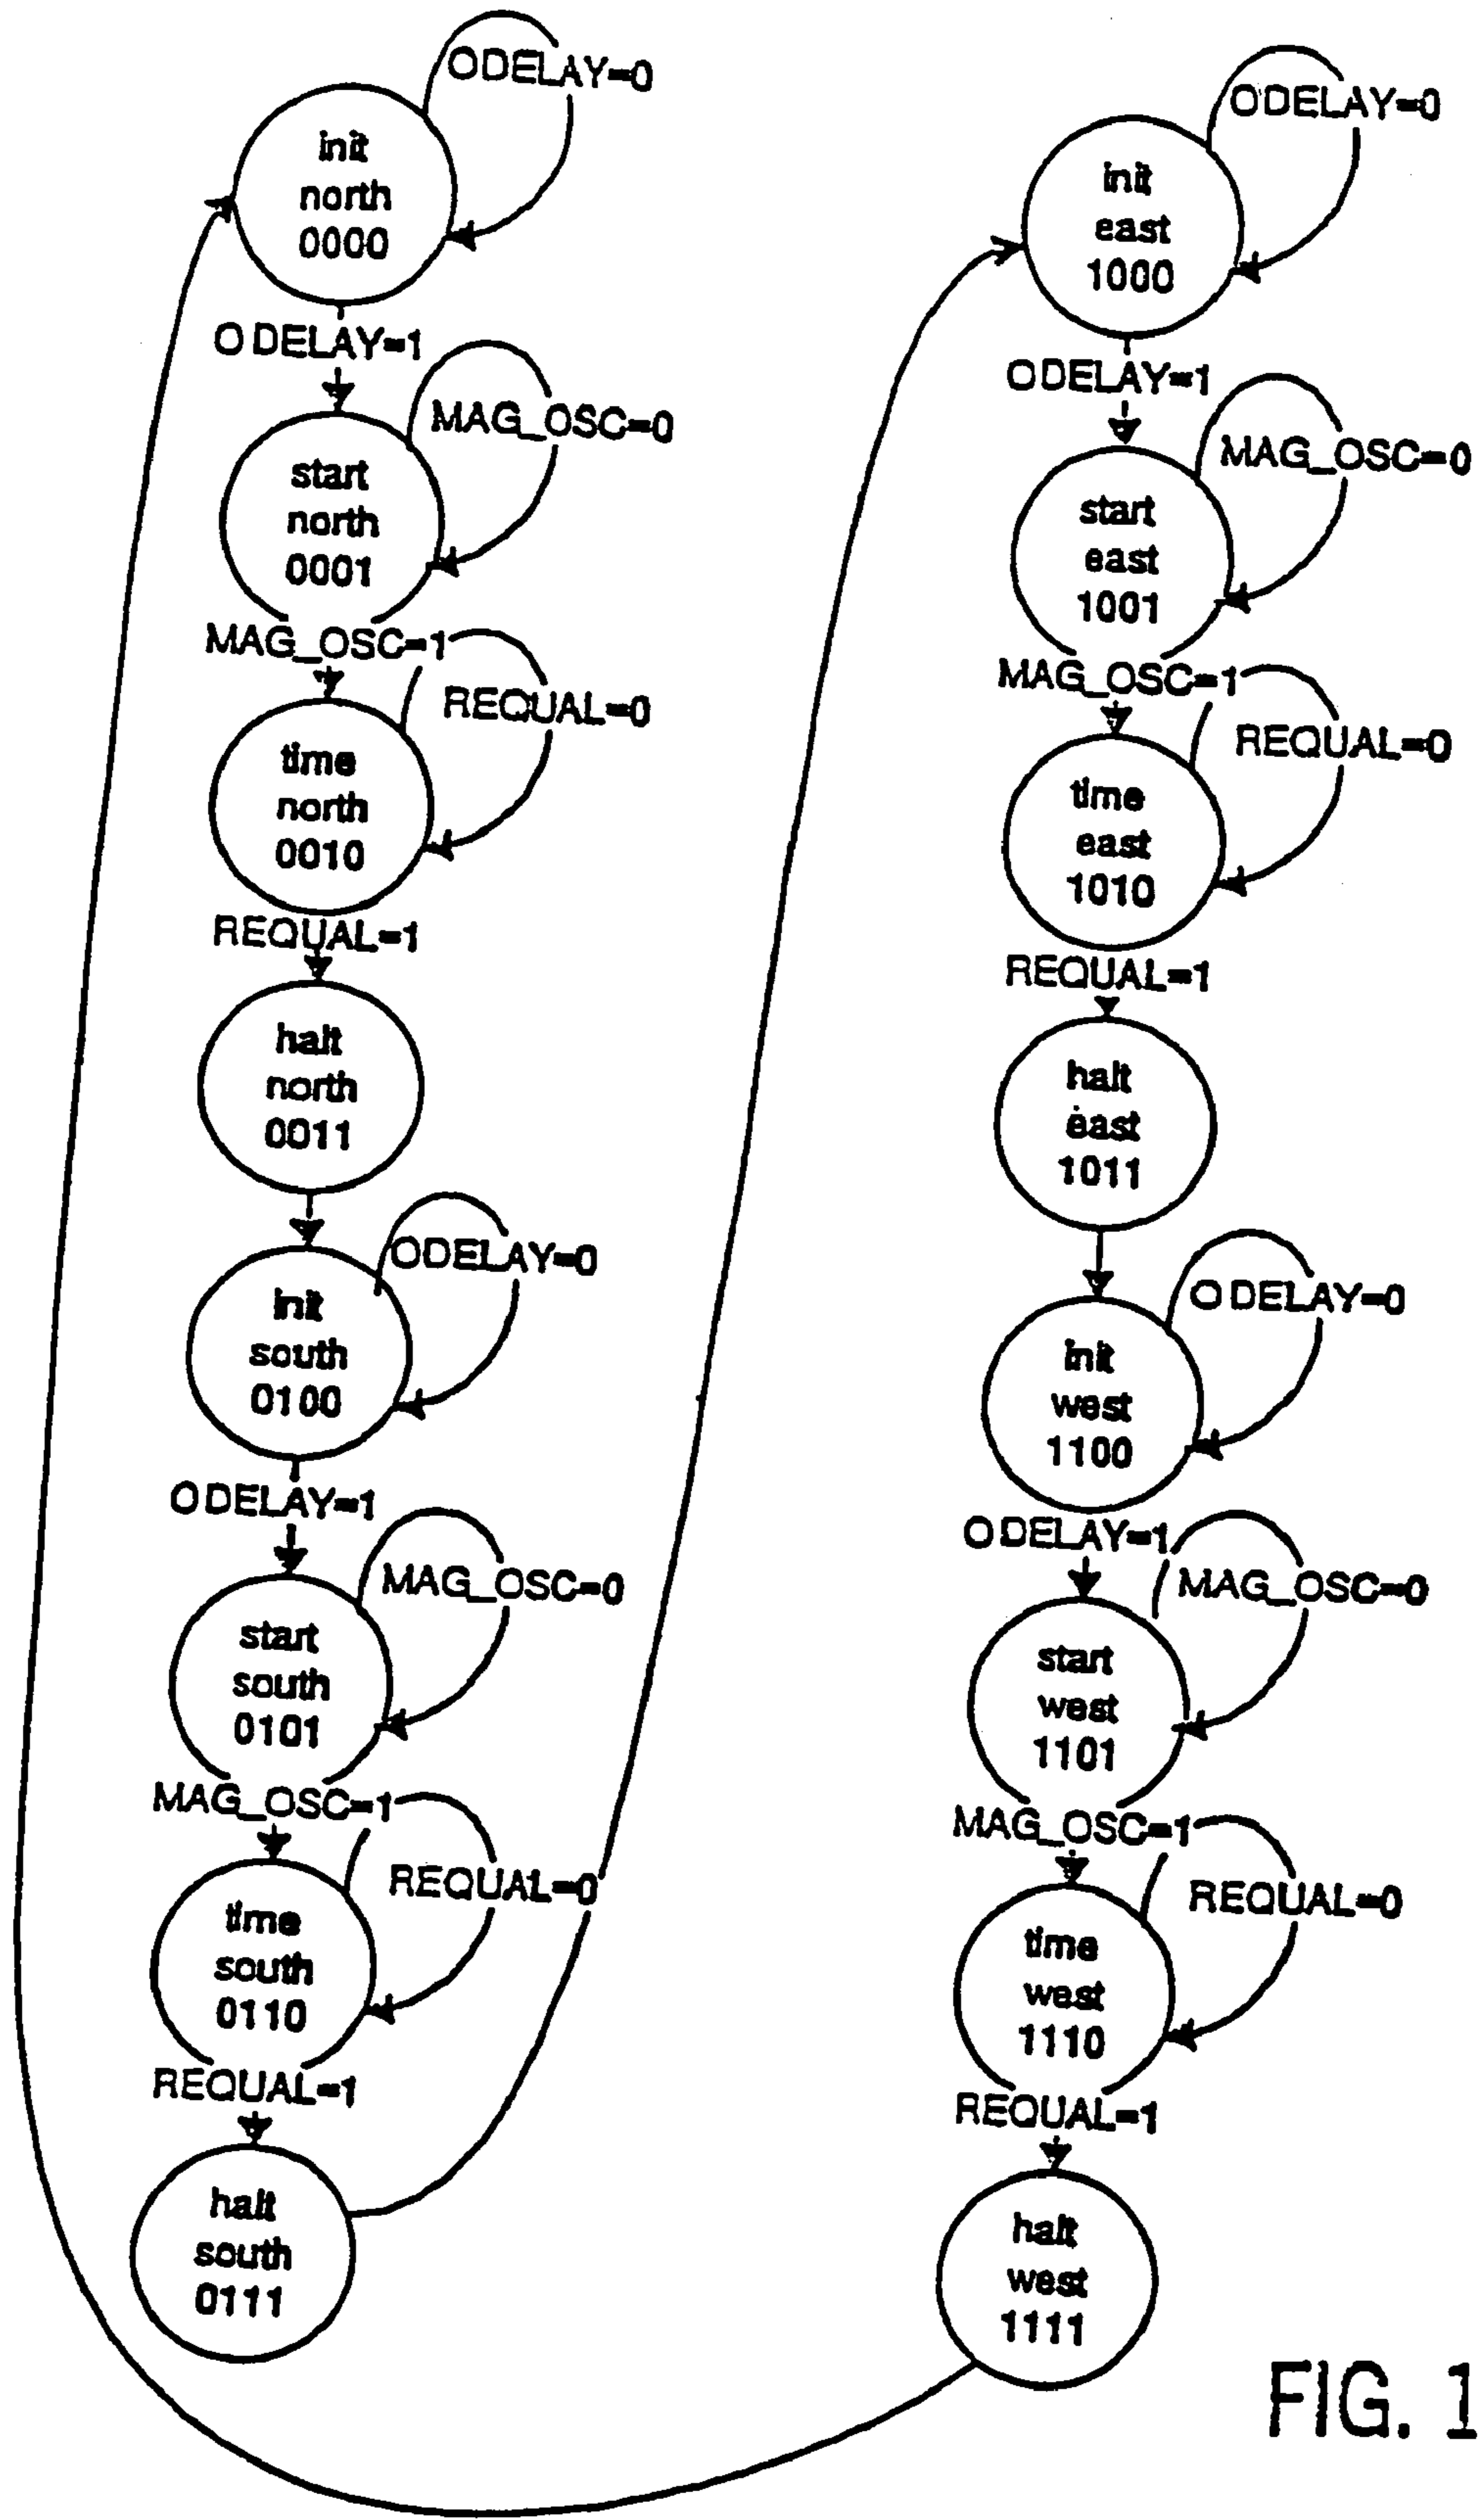 ODELAY=0
init
north
0000
ODELAY=1
MAG_OSC=0
start
north
0001
MAG_OSC=1
REQUAL=0
time
north
0010
REQUAL=1
halt
north
0011
ODELAY=0
init
south
0100
ODELAY=1
MAG_OSC=0
start
south
0101
MAG_OSC=1
REQUAL=0
time
south
0110
REQUAL=1
halt
south
0111
ODELAY=0
init
east
1000
ODELAY=1
MAG_OSC=0
start
east
1001
MAG_OSC=1
REQUAL=0
time
east
1010
REQUAL=1
halt
east
1011
ODELAY=0
init
west
1100
ODELAY=1
MAG_OSC=0
start
west
1101
MAG_OSC=1
REQUAL=0
time
west
1110
REQUAL=1
halt
west
1111
FIG. 1